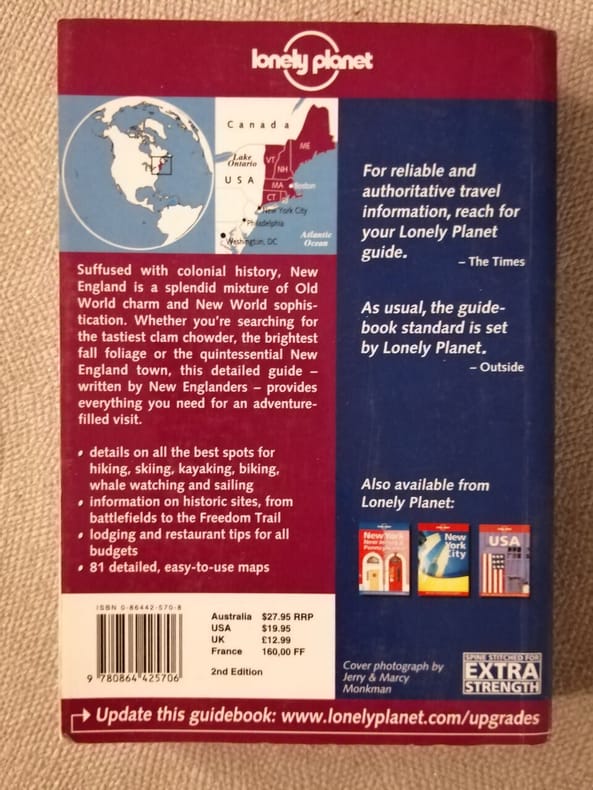 lonely planet
Canada
Lake
Ontario
USA
ME
VT
NH
MA
Boston
CT
New York City
Philadelphia
Washington, DC
Atlantic
Ocean
Suffused with colonial history, New
England is a splendid mixture of Old
World charm and New World sophis-
tication. Whether you're searching for
the tastiest clam chowder, the brightest
fall foliage or the quintessential New
England town, this detailed guide –
written by New Englanders – provides
everything you need for an adventure-
filled visit.
• details on all the best spots for
hiking, skiing, kayaking, biking,
whale watching and sailing
• information on historic sites, from
battlefields to the Freedom Trail
• lodging and restaurant tips for all
budgets
• 81 detailed, easy-to-use maps
ISBN 0-86442-570-8
9 780864 425706
Australia $27.95 RRP
USA $19.95
UK £12.99
France 160,00 FF
2nd Edition
For reliable and
authoritative travel
information, reach for
your Lonely Planet
guide.
– The Times
As usual, the guide-
book standard is set
by Lonely Planet.
– Outside
Also available from
Lonely Planet:
New York
New Jersey &
Pennsylvania
New
York
City
USA
Cover photograph by
Jerry & Marcy
Monkman
SPINE STITCHED FOR
EXTRA
STRENGTH
Update this guidebook: www.lonelyplanet.com/upgrades